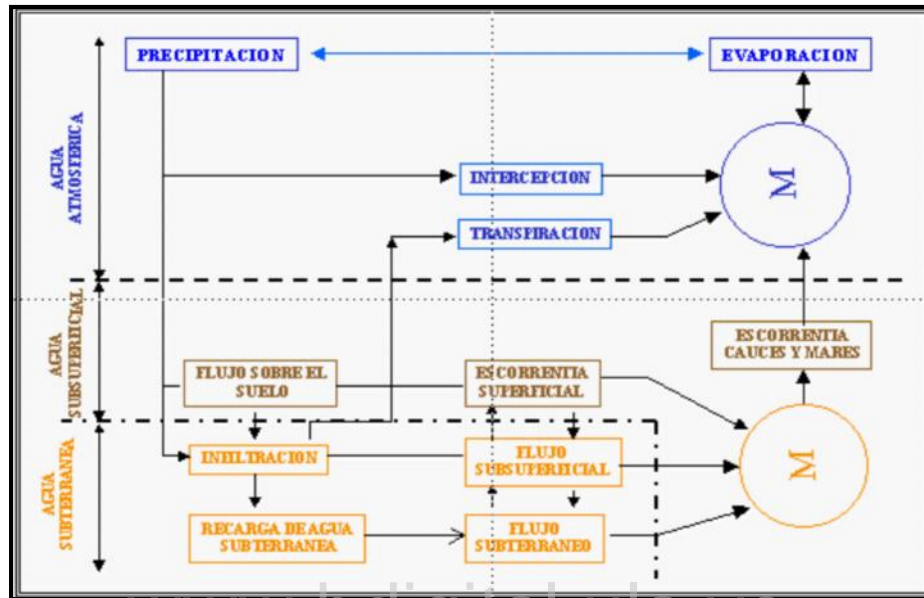 PRECIPITACION
EVAPORACION
AGUA
ATMOSFERICA
M
INTERCEPCION
TRANSPIRACION
AGUA
SUBSUPERFICIAL
ESCORRENTIA
CAUCES Y MARES
FLUJO SOBRE EL
SUELO
ESCORRENTIA
SUPERFICIAL
AGUA
SUBTERRANEA
INFILTRACION
FLUJO
SUBSUPERFICIAL
M
RECARGA DE AGUA
SUBTERRANEA
FLUJO
SUBTERRANEO